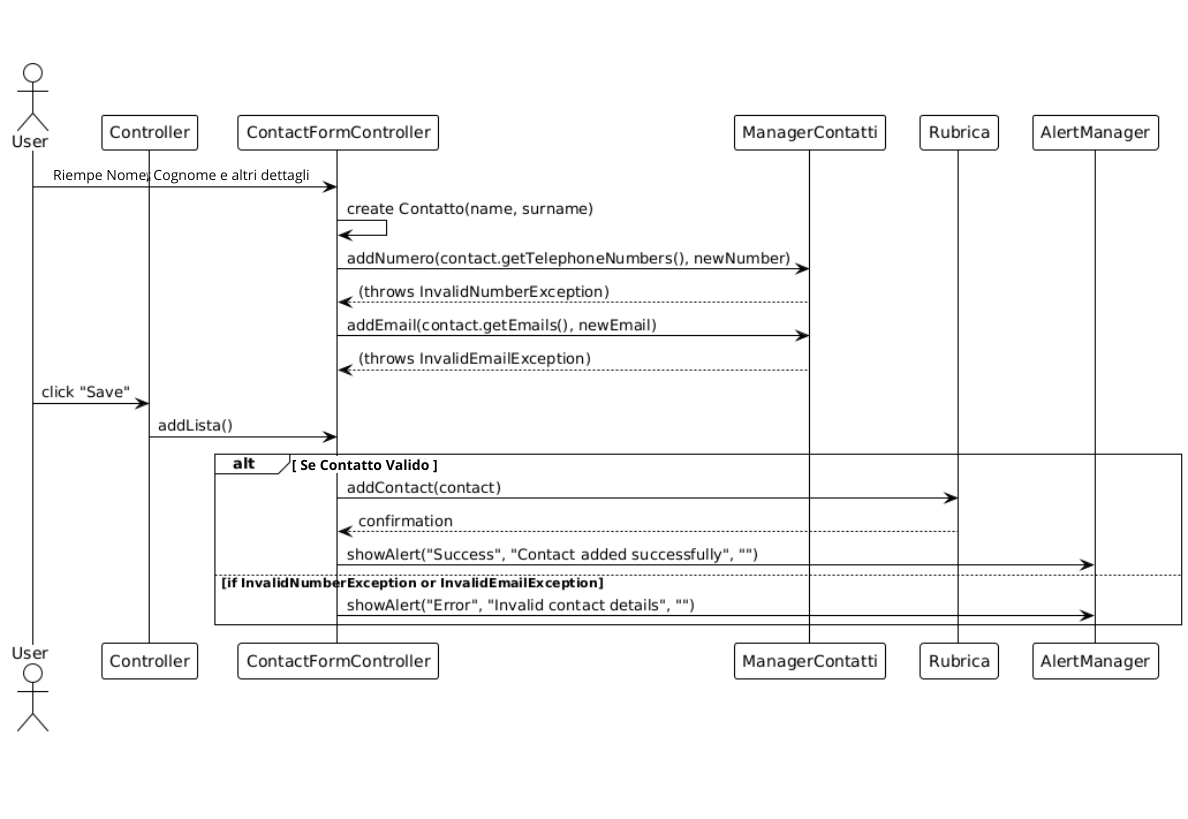 User
Controller
ContactFormController
ManagerContatti
Rubrica
AlertManager
Riempe Nome, Cognome e altri dettagli
create Contatto(name, surname)
addNumero(contact.getTelephoneNumbers(), newNumber)
(throws InvalidNumberException)
addEmail(contact.getEmails(), newEmail)
(throws InvalidEmailException)
click "Save"
addLista()
alt [ Se Contatto Valido ]
addContact(contact)
confirmation
showAlert("Success", "Contact added successfully", "")
[if InvalidNumberException or InvalidEmailException]
showAlert("Error", "Invalid contact details", "")
User
Controller
ContactFormController
ManagerContatti
Rubrica
AlertManager